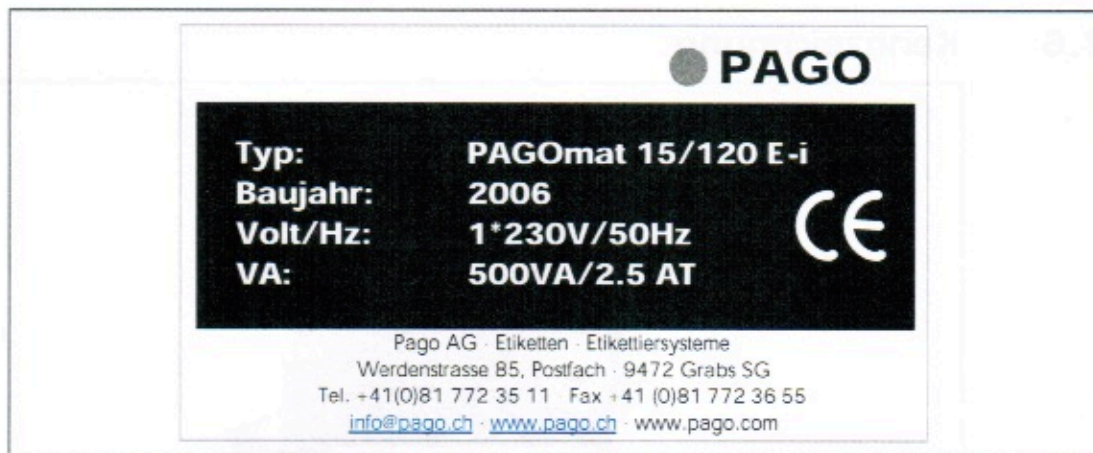 PAGO
Typ: PAGOmat 15/120 E-i
Baujahr: 2006
Volt/Hz: 1*230V/50Hz
VA: 500VA/2.5 AT
CE
Pago AG · Etiketten · Etikettiersysteme
Werdenstrasse 85, Postfach · 9472 Grabs SG
Tel. +41(0)81 772 35 11 Fax +41 (0)81 772 36 55
info@pago.ch · www.pago.ch · www.pago.com